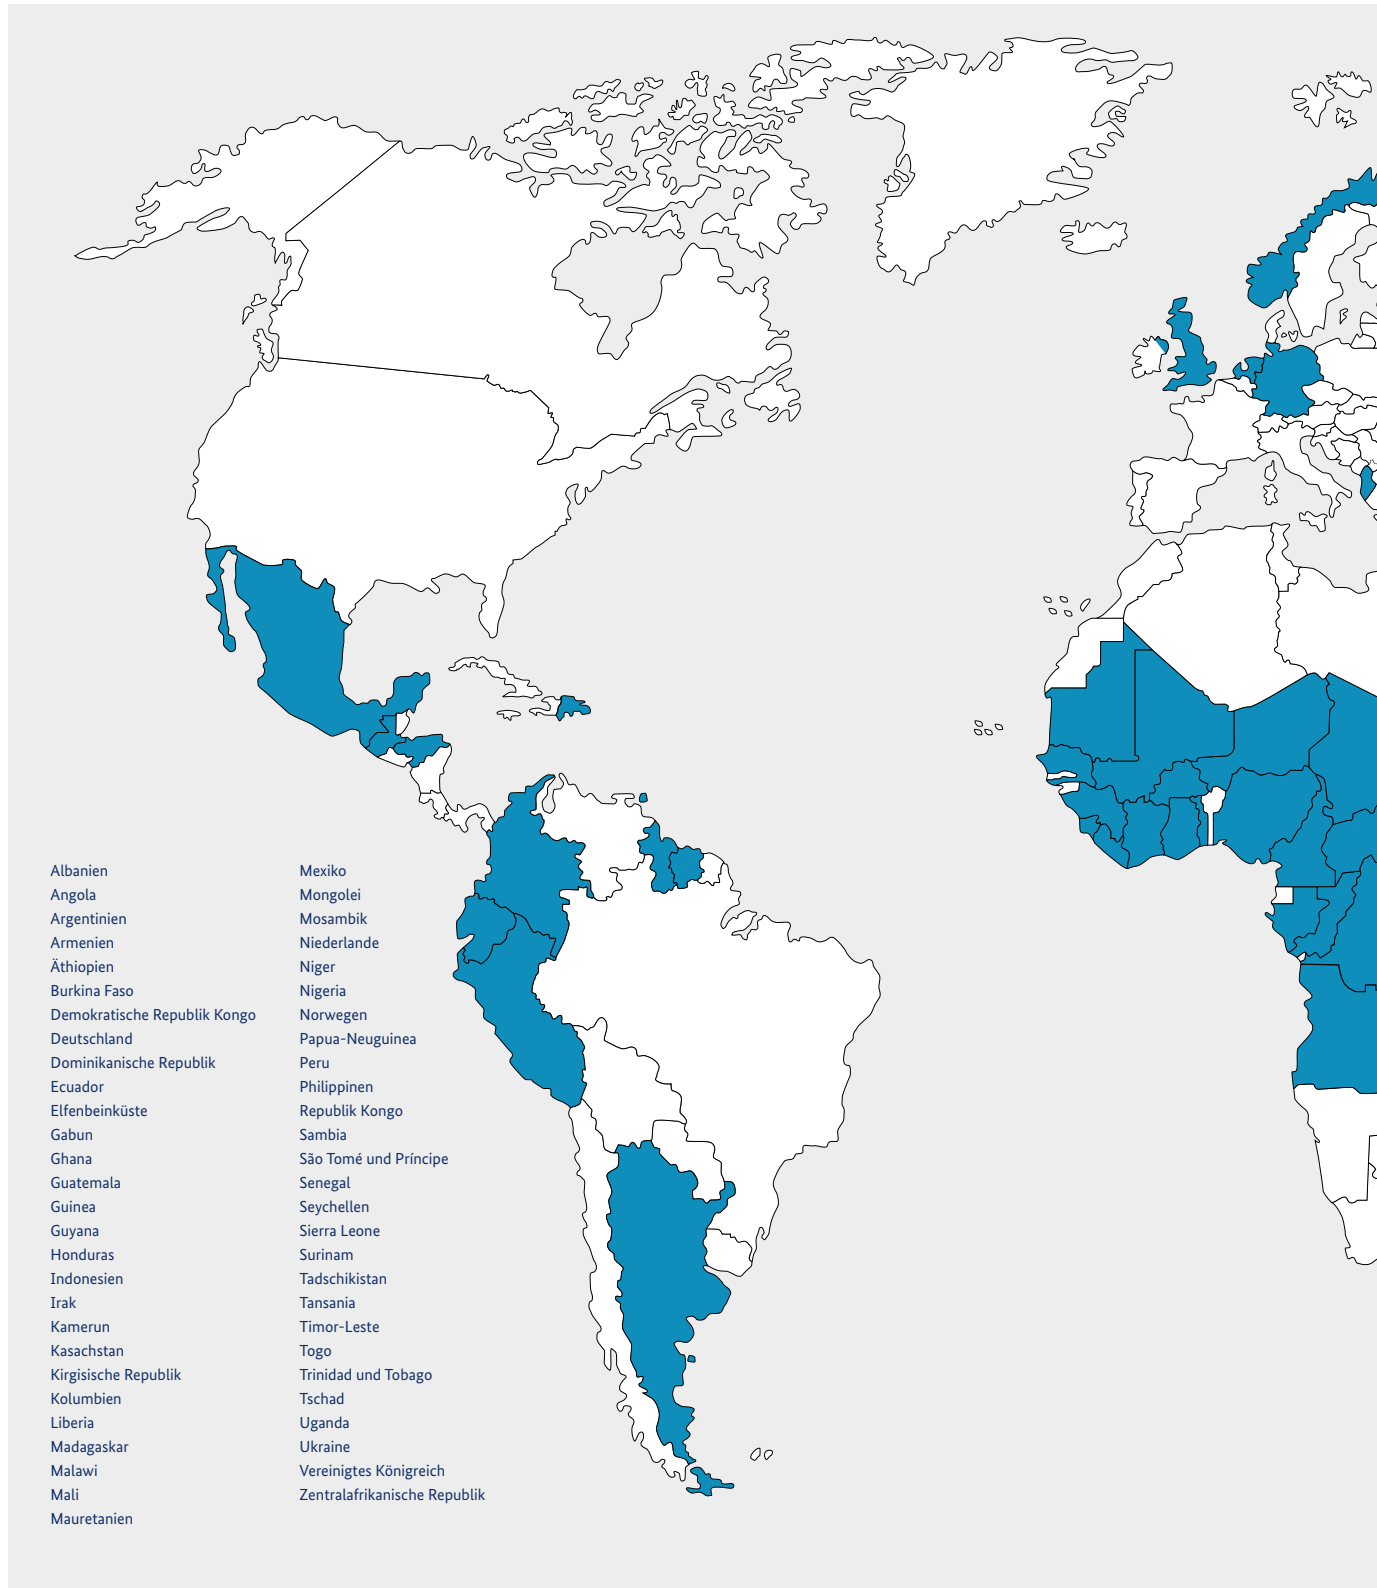 Albanien
Angola
Argentinien
Armenien
Äthiopien
Burkina Faso
Demokratische Republik Kongo
Deutschland
Dominikanische Republik
Ecuador
Elfenbeinküste
Gabun
Ghana
Guatemala
Guinea
Guyana
Honduras
Indonesien
Irak
Kamerun
Kasachstan
Kirgisische Republik
Kolumbien
Liberia
Madagaskar
Malawi
Mali
Mauretanien
Mexiko
Mongolei
Mosambik
Niederlande
Niger
Nigeria
Norwegen
Papua-Neuguinea
Peru
Philippinen
Republik Kongo
Sambia
São Tomé und Príncipe
Senegal
Seychellen
Sierra Leone
Surinam
Tadschikistan
Tansania
Timor-Leste
Togo
Trinidad und Tobago
Tschad
Uganda
Ukraine
Vereinigtes Königreich
Zentralafrikanische Republik